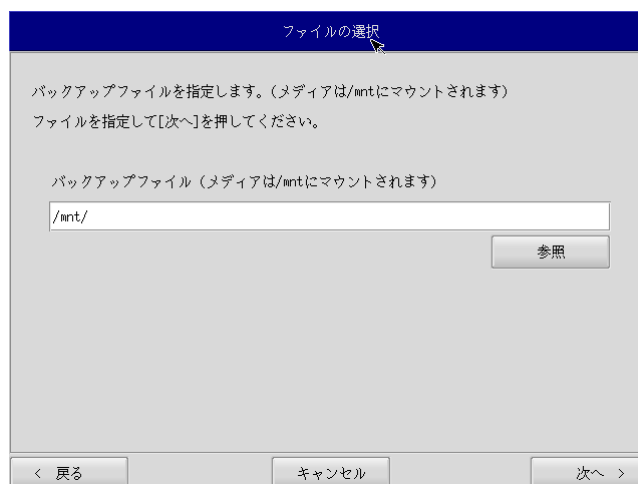 ファイルの選択
バックアップファイルを指定します。(メディアは/mntにマウントされます)
ファイルを指定して[次へ]を押してください。
バックアップファイル (メディアは/mntにマウントされます)
/mnt/
参照
< 戻る
キャンセル
次へ >